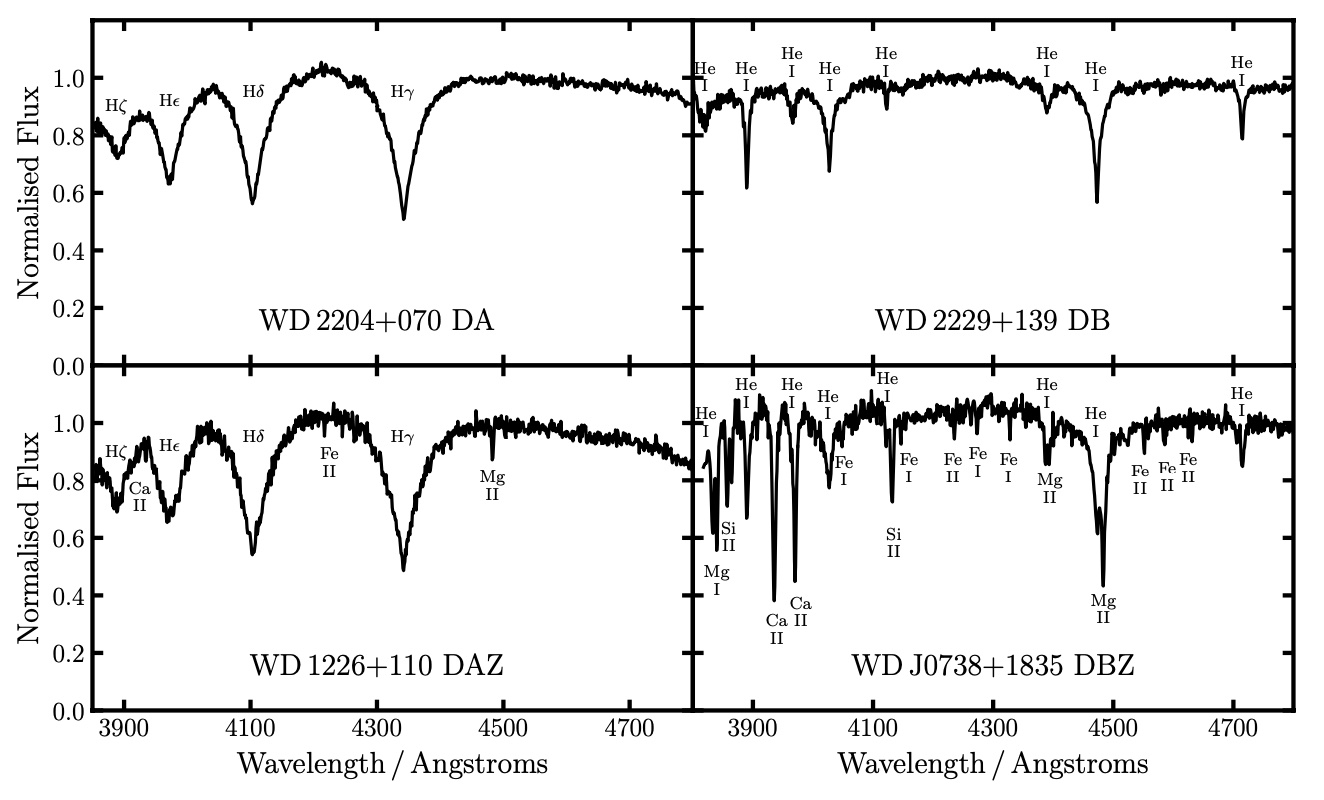 Normalised Flux
1.0
0.8
0.6
0.4
0.2
0.0
Hζ
Hϵ
Hδ
Hγ
WD 2204+070 DA
He
I
He
I
He
I
He
I
He
I
He
I
He
I
He
I
WD 2229+139 DB
Normalised Flux
1.0
0.8
0.6
0.4
0.2
0.0
Hζ
Ca
II
Hϵ
Hδ
Fe
II
Hγ
Mg
II
WD 1226+110 DAZ
3900
4100
4300
4500
4700
Wavelength / Angstroms
He
I
Mg
I
Si
II
He
I
Ca
II
He
I
Ca
II
He
I
Fe
I
He
I
Si
II
Fe
I
Fe
II
Fe
I
Fe
I
He
I
Mg
II
He
I
Mg
II
Fe
II
Fe
II
Fe
II
He
I
WD J0738+1835 DBZ
3900
4100
4300
4500
4700
Wavelength / Angstroms